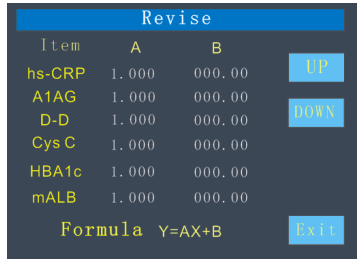 Revise
Item A B
hs-CRP 1.000 000.00
UP
A1AG 1.000 000.00
D-D 1.000 000.00
DOWN
Cys C 1.000 000.00
HBA1c 1.000 000.00
mALB 1.000 000.00
Formula Y=AX+B
Exit